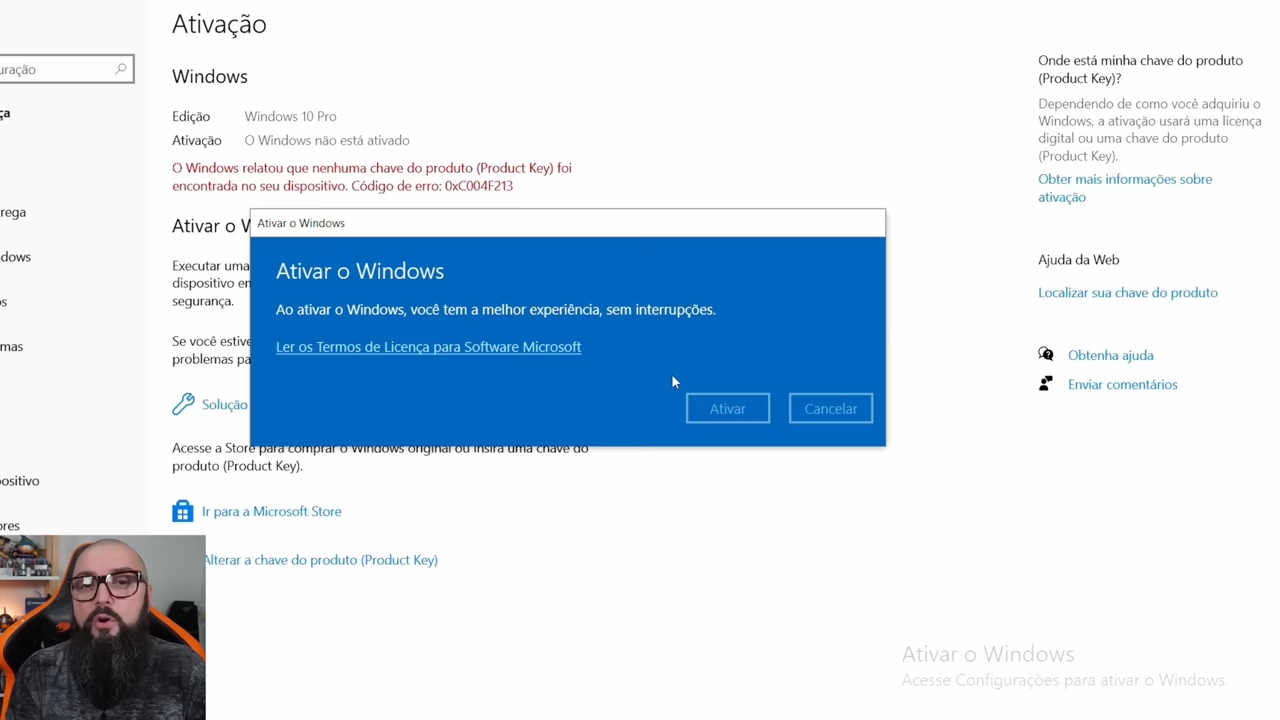 Ativação
uração
Windows
ça
Edição Windows 10 Pro
Ativação O Windows não está ativado
O Windows relatou que nenhuma chave do produto (Product Key) foi
encontrada no seu dispositivo. Código de erro: 0xC004F213
rega
Ativar o W
dows
Executar uma
dispositivo em
segurança.
s
Se você estive
problemas pa
mas
Solução
Acesse a Store para comprar o Windows original ou insira uma chave do
produto (Product Key).
ositivo
Ir para a Microsoft Store
ores
Alterar a chave do produto (Product Key)
Ativar o Windows
Ativar o Windows
Ao ativar o Windows, você tem a melhor experiência, sem interrupções.
Ler os Termos de Licença para Software Microsoft
Ativar Cancelar
Onde está minha chave do produto
(Product Key)?
Dependendo de como você adquiriu o
Windows, a ativação usará uma licença
digital ou uma chave do produto
(Product Key).
Obter mais informações sobre
ativação
Ajuda da Web
Localizar sua chave do produto
Obtenha ajuda
Enviar comentários
Ativar o Windows
Acesse Configurações para ativar o Windows.